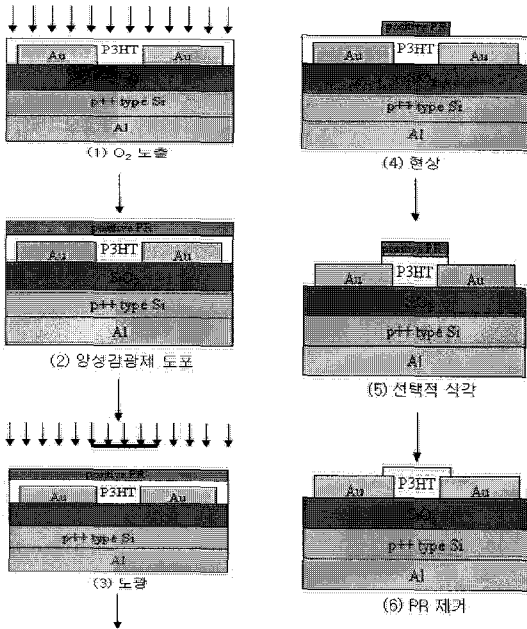 P3HT
Au Au
p++ type Si
Al
(1) O₂ 노출
positive PR
P3HT
Au Au
SiO₂
p++ type Si
Al
(2) 양성감광제 도포
positive PR
P3HT
Au Au
p++ type Si
Al
(3) 노광
P3HT
Au Au
p++ type Si
Al
(4) 현상
positive PR
Au P3HT Au
SiO₂
p++ type Si
Al
(5) 선택적 식각
Au P3HT Au
SiO₂
p++ type Si
Al
(6) PR 제거